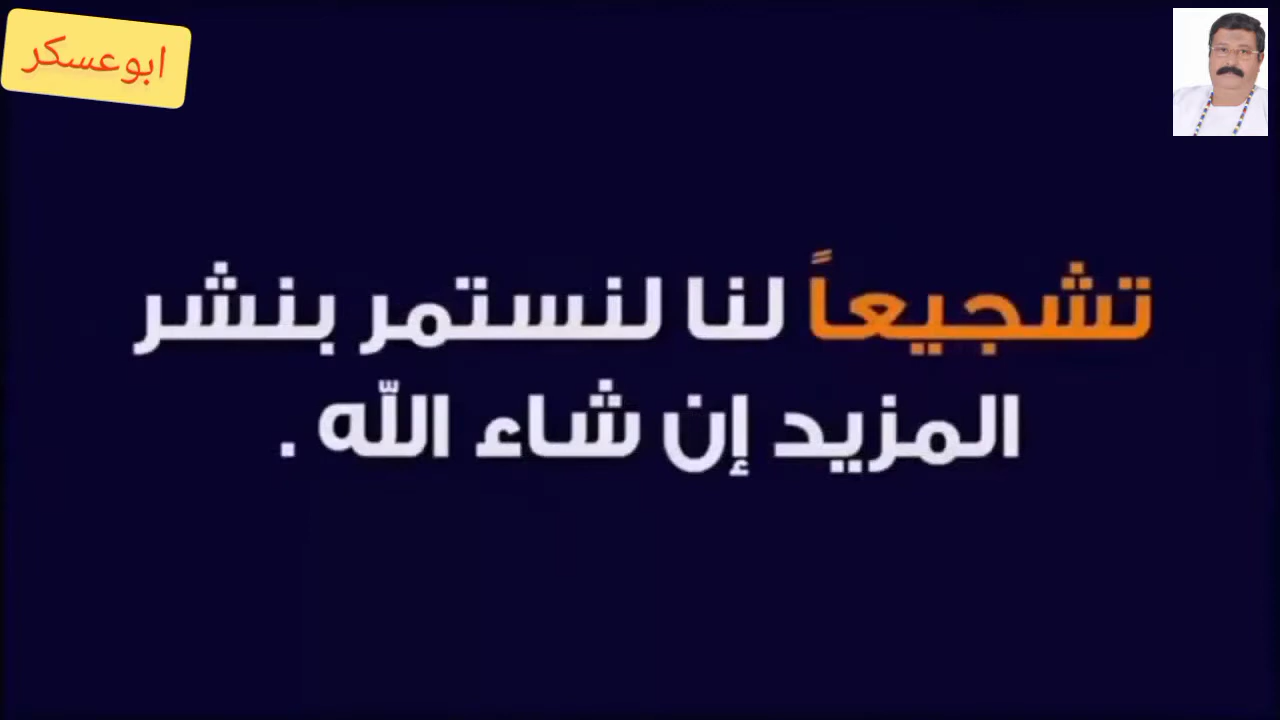 ابوعسكر
تشجيعاً لنا لنستمر بنشر
المزيد إن شاء الله .